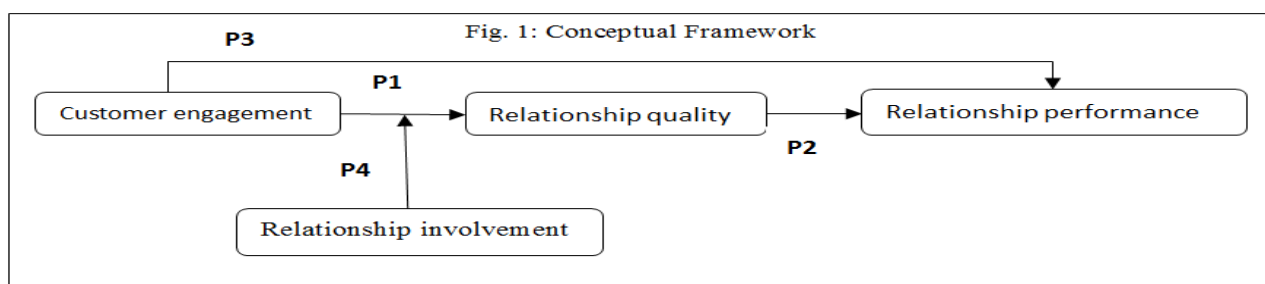 Fig. 1: Conceptual Framework
P3
P1
Customer engagement
Relationship quality
Relationship performance
P2
P4
Relationship involvement